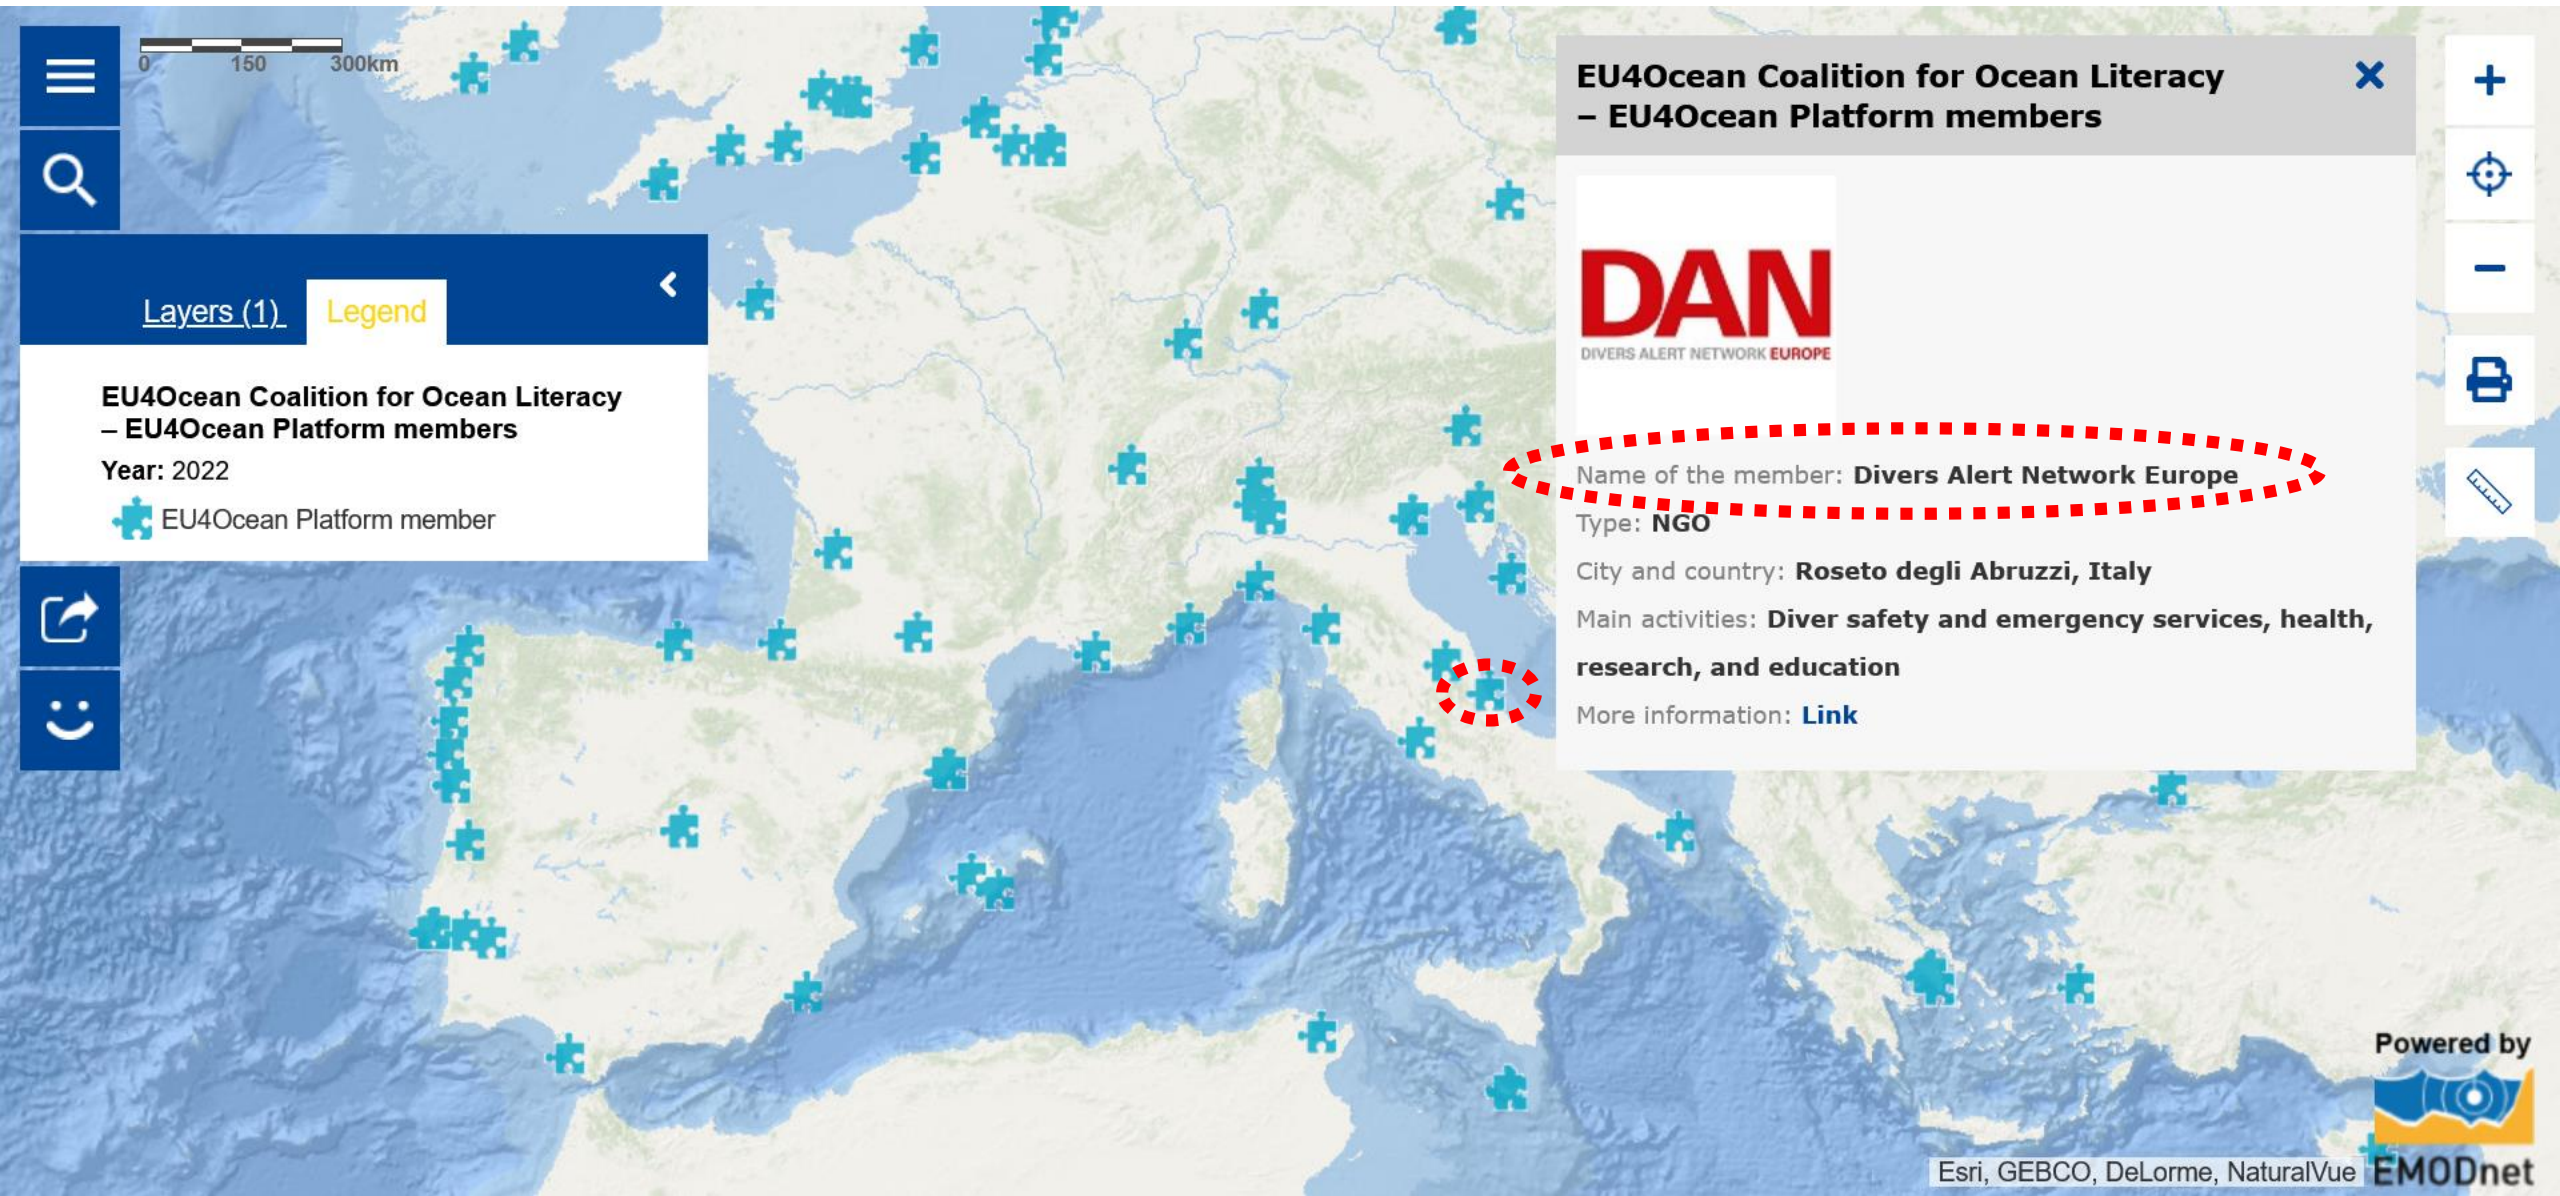 0 150 300km
Layers (1) Legend
EU4Ocean Coalition for Ocean Literacy
– EU4Ocean Platform members
Year: 2022
EU4Ocean Platform member
EU4Ocean Coalition for Ocean Literacy
– EU4Ocean Platform members
DAN
DIVERS ALERT NETWORK EUROPE
Name of the member: Divers Alert Network Europe
Type: NGO
City and country: Roseto degli Abruzzi, Italy
Main activities: Diver safety and emergency services, health,
research, and education
More information: Link
Powered by
EMODnet
Esri, GEBCO, DeLorme, NaturalVue